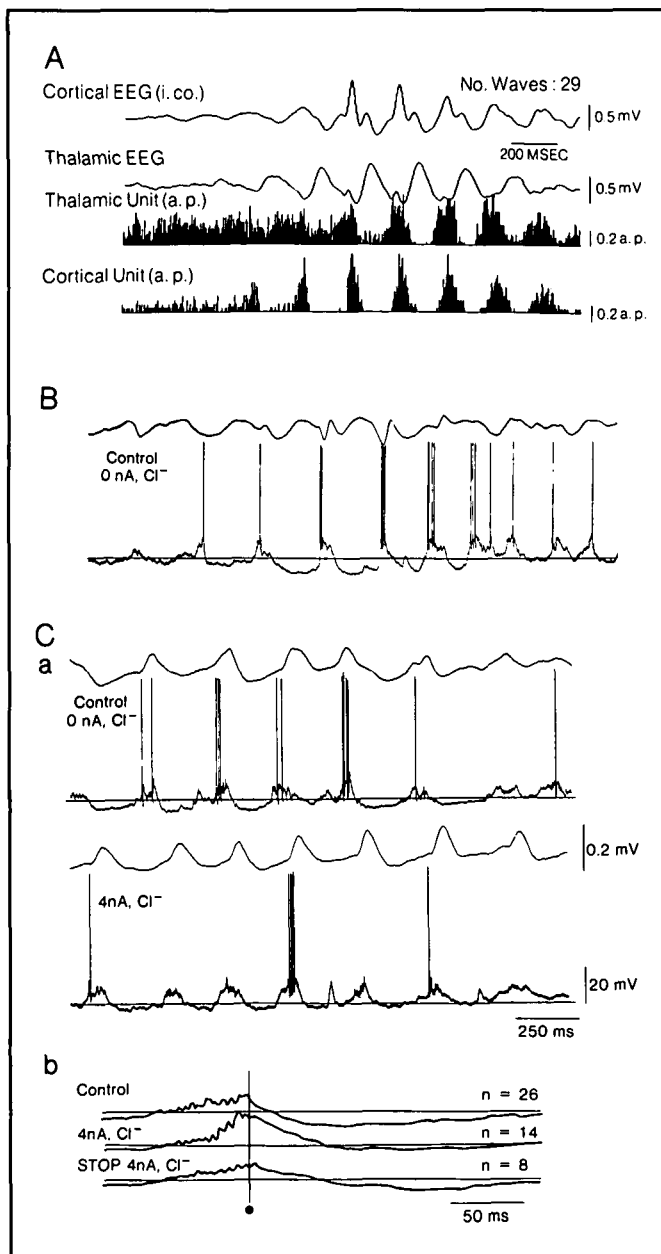 A
Cortical EEG (i. co.)
No. Waves : 29
0.5 mV
200 MSEC
Thalamic EEG
0.5 mV
Thalamic Unit (a. p.)
0.2 a. p.
Cortical Unit (a. p.)
0.2 a. p.
B
Control
0 nA, Cl⁻
C
a
Control
0 nA, Cl⁻
0.2 mV
4nA, Cl⁻
20 mV
250 ms
b
Control
n = 26
4nA, Cl⁻
n = 14
STOP 4nA, Cl⁻
n = 8
50 ms